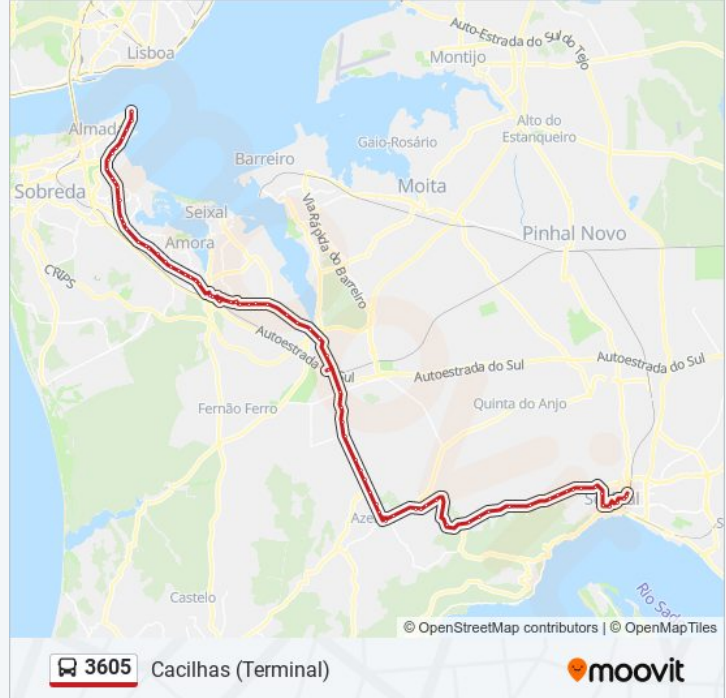 Auto-Estrada do Sul do Tejo
Lisboa
Montijo
Almada
Alto do
Estanqueiro
Gaio-Rosário
Barreiro
Moita
Sobreda
Seixal
Via Rápida do Barreiro
Amora
Pinhal Novo
CRIPS
Autoestrada do Sul
Autoestrada do Sul
Autoestrada do Sul
Fernão Ferro
Quinta do Anjo
Castelo
Rio Sad
© OpenStreetMap contributors | © OpenMapTiles
3605 Cacilhas (Terminal)
moovit